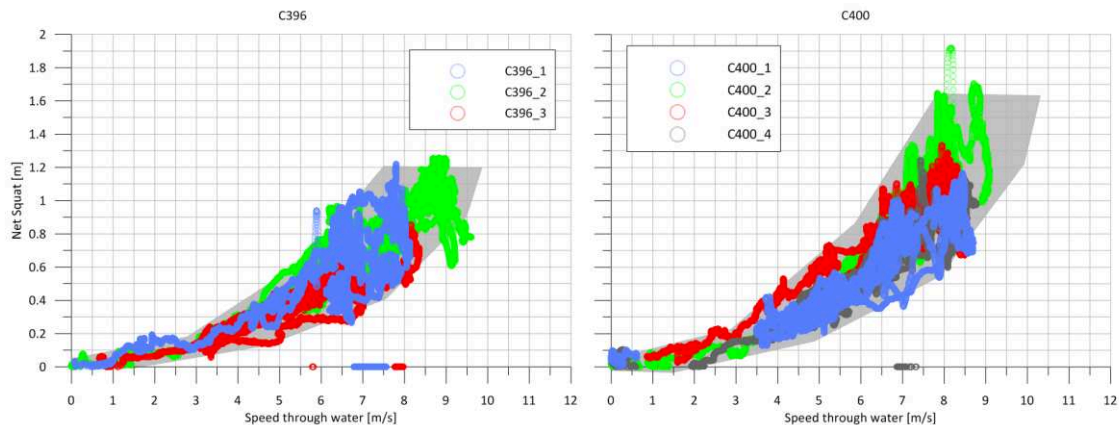 C396
C400
Net Squat [m]
2
1.8
1.6
1.4
1.2
1
0.8
0.6
0.4
0.2
0
C396_1
C396_2
C396_3
C400_1
C400_2
C400_3
C400_4
0 1 2 3 4 5 6 7 8 9 10 11 12
0 1 2 3 4 5 6 7 8 9 10 11 12
Speed through water [m/s]
Speed through water [m/s]